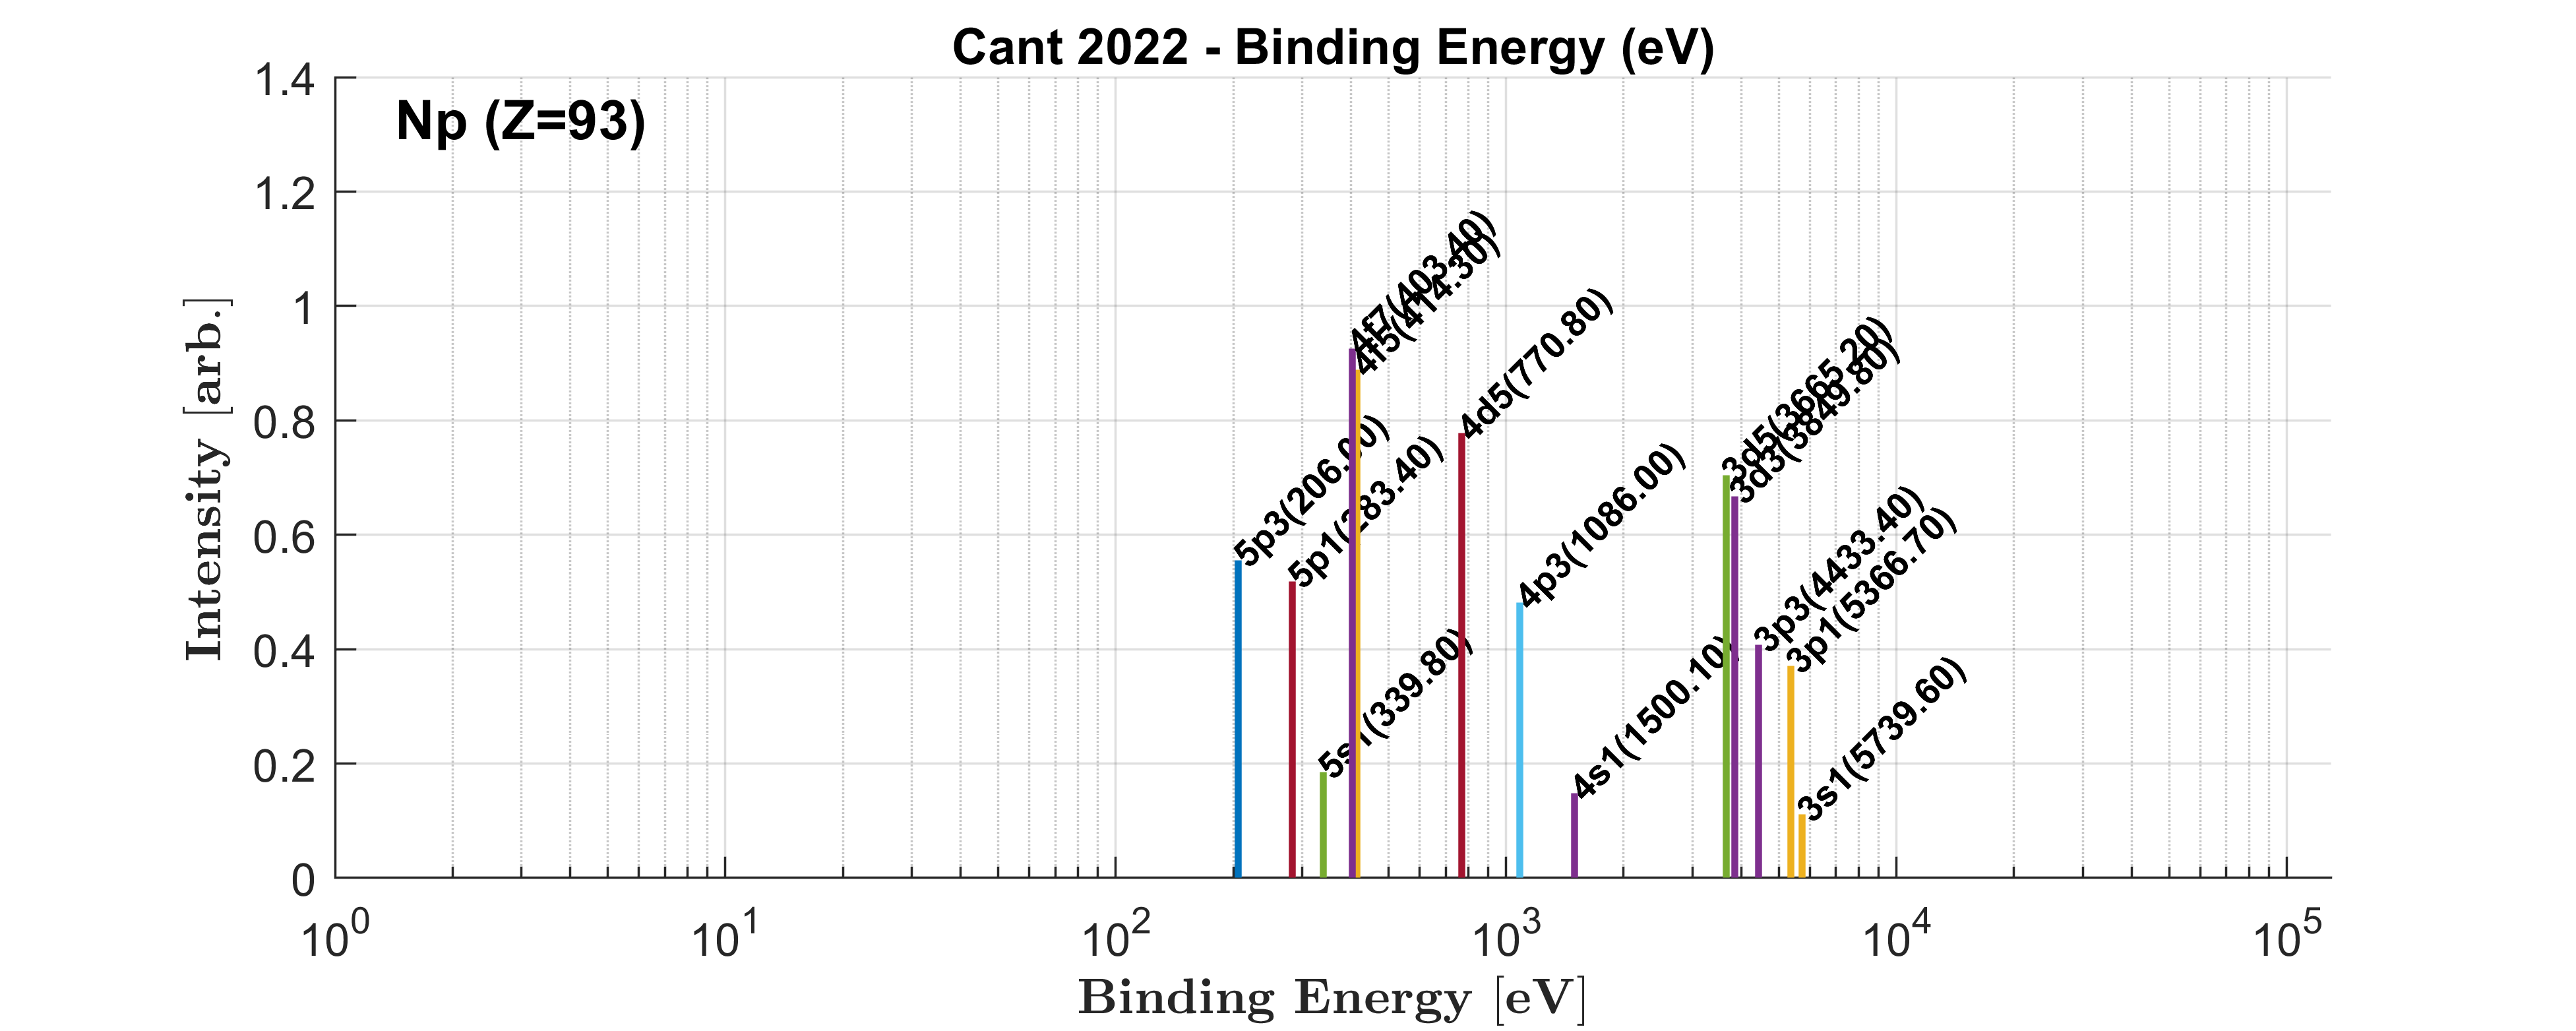 Cant 2022 - Binding Energy (eV)
Np (Z=93)
Intensity [arb.]
1.4
1.2
1
0.8
0.6
0.4
0.2
0
5p3(206.00)
5p1(283.40)
5s1(339.80)
4f7(403.40)
4f5(414.30)
4d5(770.80)
4p3(1086.00)
4s1(1500.10)
3d5(3665.20)
3d3(3849.80)
3p3(4433.40)
3p1(5366.70)
3s1(5739.60)
10^0
10^1
10^2
10^3
10^4
10^5
Binding Energy [eV]